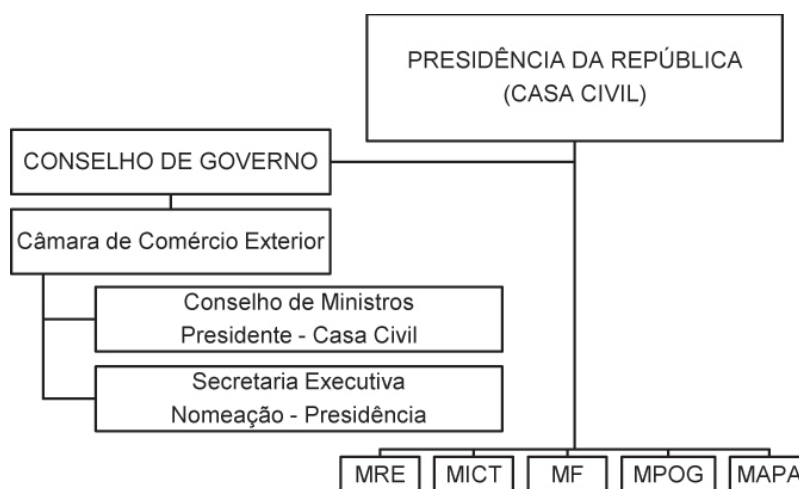 PRESIDÊNCIA DA REPÚBLICA
(CASA CIVIL)
CONSELHO DE GOVERNO
Câmara de Comércio Exterior
Conselho de Ministros
Presidente - Casa Civil
Secretaria Executiva
Nomeação - Presidência
MRE
MICT
MF
MPOG
MAPA